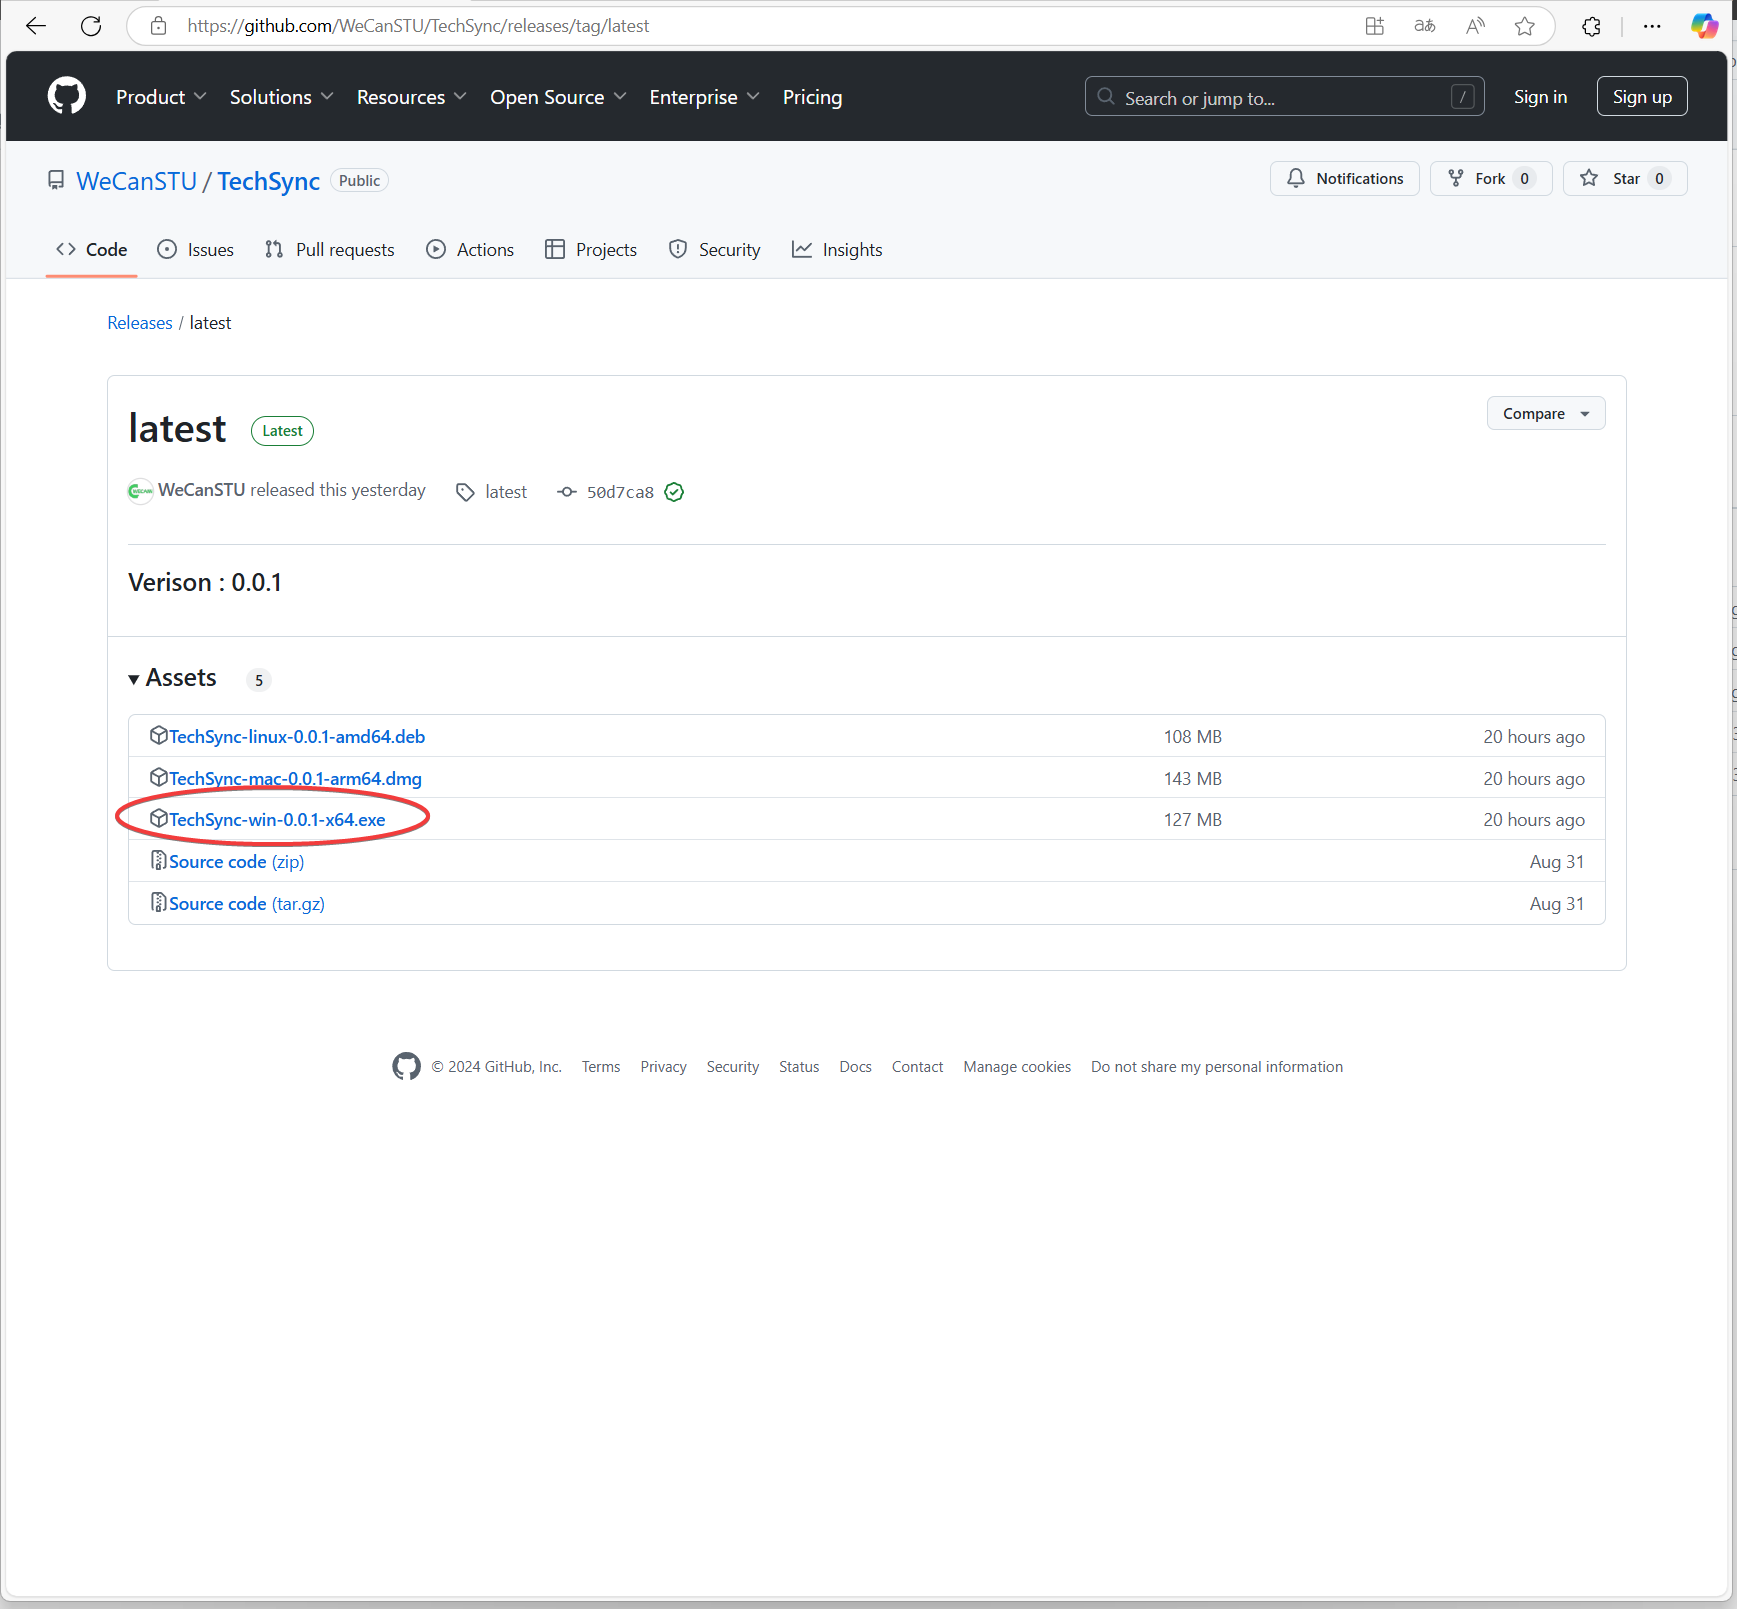 https://github.com/WeCanSTU/TechSync/releases/tag/latest
Product Solutions Resources Open Source Enterprise Pricing Search or jump to... / Sign in Sign up
WeCanSTU / TechSync Public Notifications Fork 0 Star 0
Code Issues Pull requests Actions Projects Security Insights
Releases / latest
latest Latest Compare
WeCanSTU released this yesterday latest 50d7ca8
Verison : 0.0.1
Assets 5
TechSync-linux-0.0.1-amd64.deb 108 MB 20 hours ago
TechSync-mac-0.0.1-arm64.dmg 143 MB 20 hours ago
TechSync-win-0.0.1-x64.exe 127 MB 20 hours ago
Source code (zip) Aug 31
Source code (tar.gz) Aug 31
© 2024 GitHub, Inc. Terms Privacy Security Status Docs Contact Manage cookies Do not share my personal information